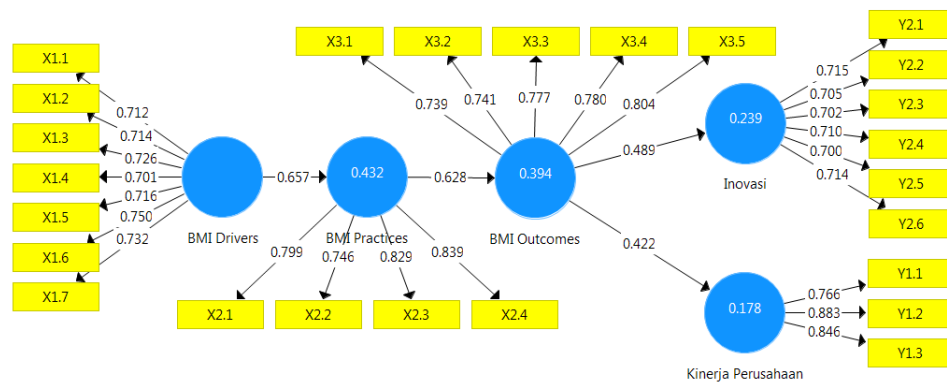 X1.1
X1.2
X1.3
X1.4
X1.5
X1.6
X1.7
0.712
0.714
0.726
0.701
0.716
0.750
0.732
BMI Drivers
0.657
0.432
BMI Practices
0.799
0.746
0.829
0.839
X2.1
X2.2
X2.3
X2.4
0.628
X3.1
X3.2
X3.3
X3.4
X3.5
0.739
0.741
0.777
0.780
0.804
0.394
BMI Outcomes
0.489
0.422
0.239
Inovasi
0.715
0.705
0.702
0.710
0.700
0.714
Y2.1
Y2.2
Y2.3
Y2.4
Y2.5
Y2.6
0.178
Kinerja Perusahaan
0.766
0.883
0.846
Y1.1
Y1.2
Y1.3